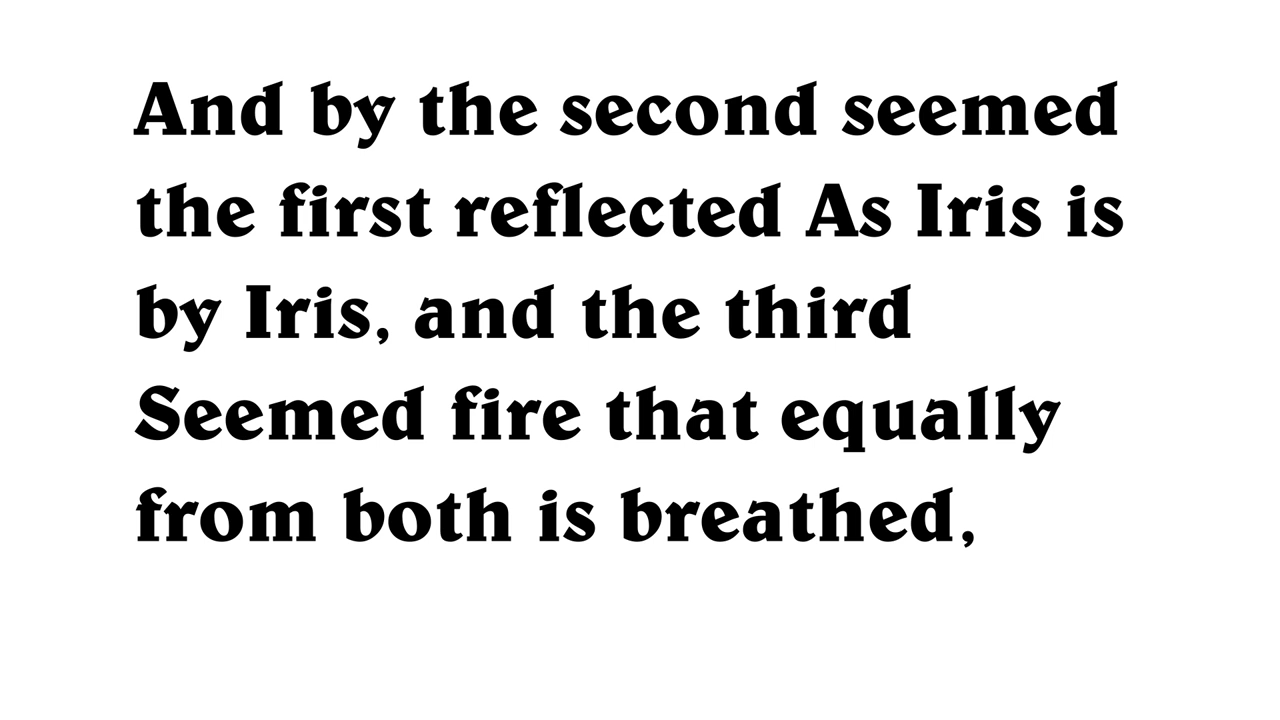 And by the second seemed
the first reflected As Iris is
by Iris, and the third
Seemed fire that equally
from both is breathed,